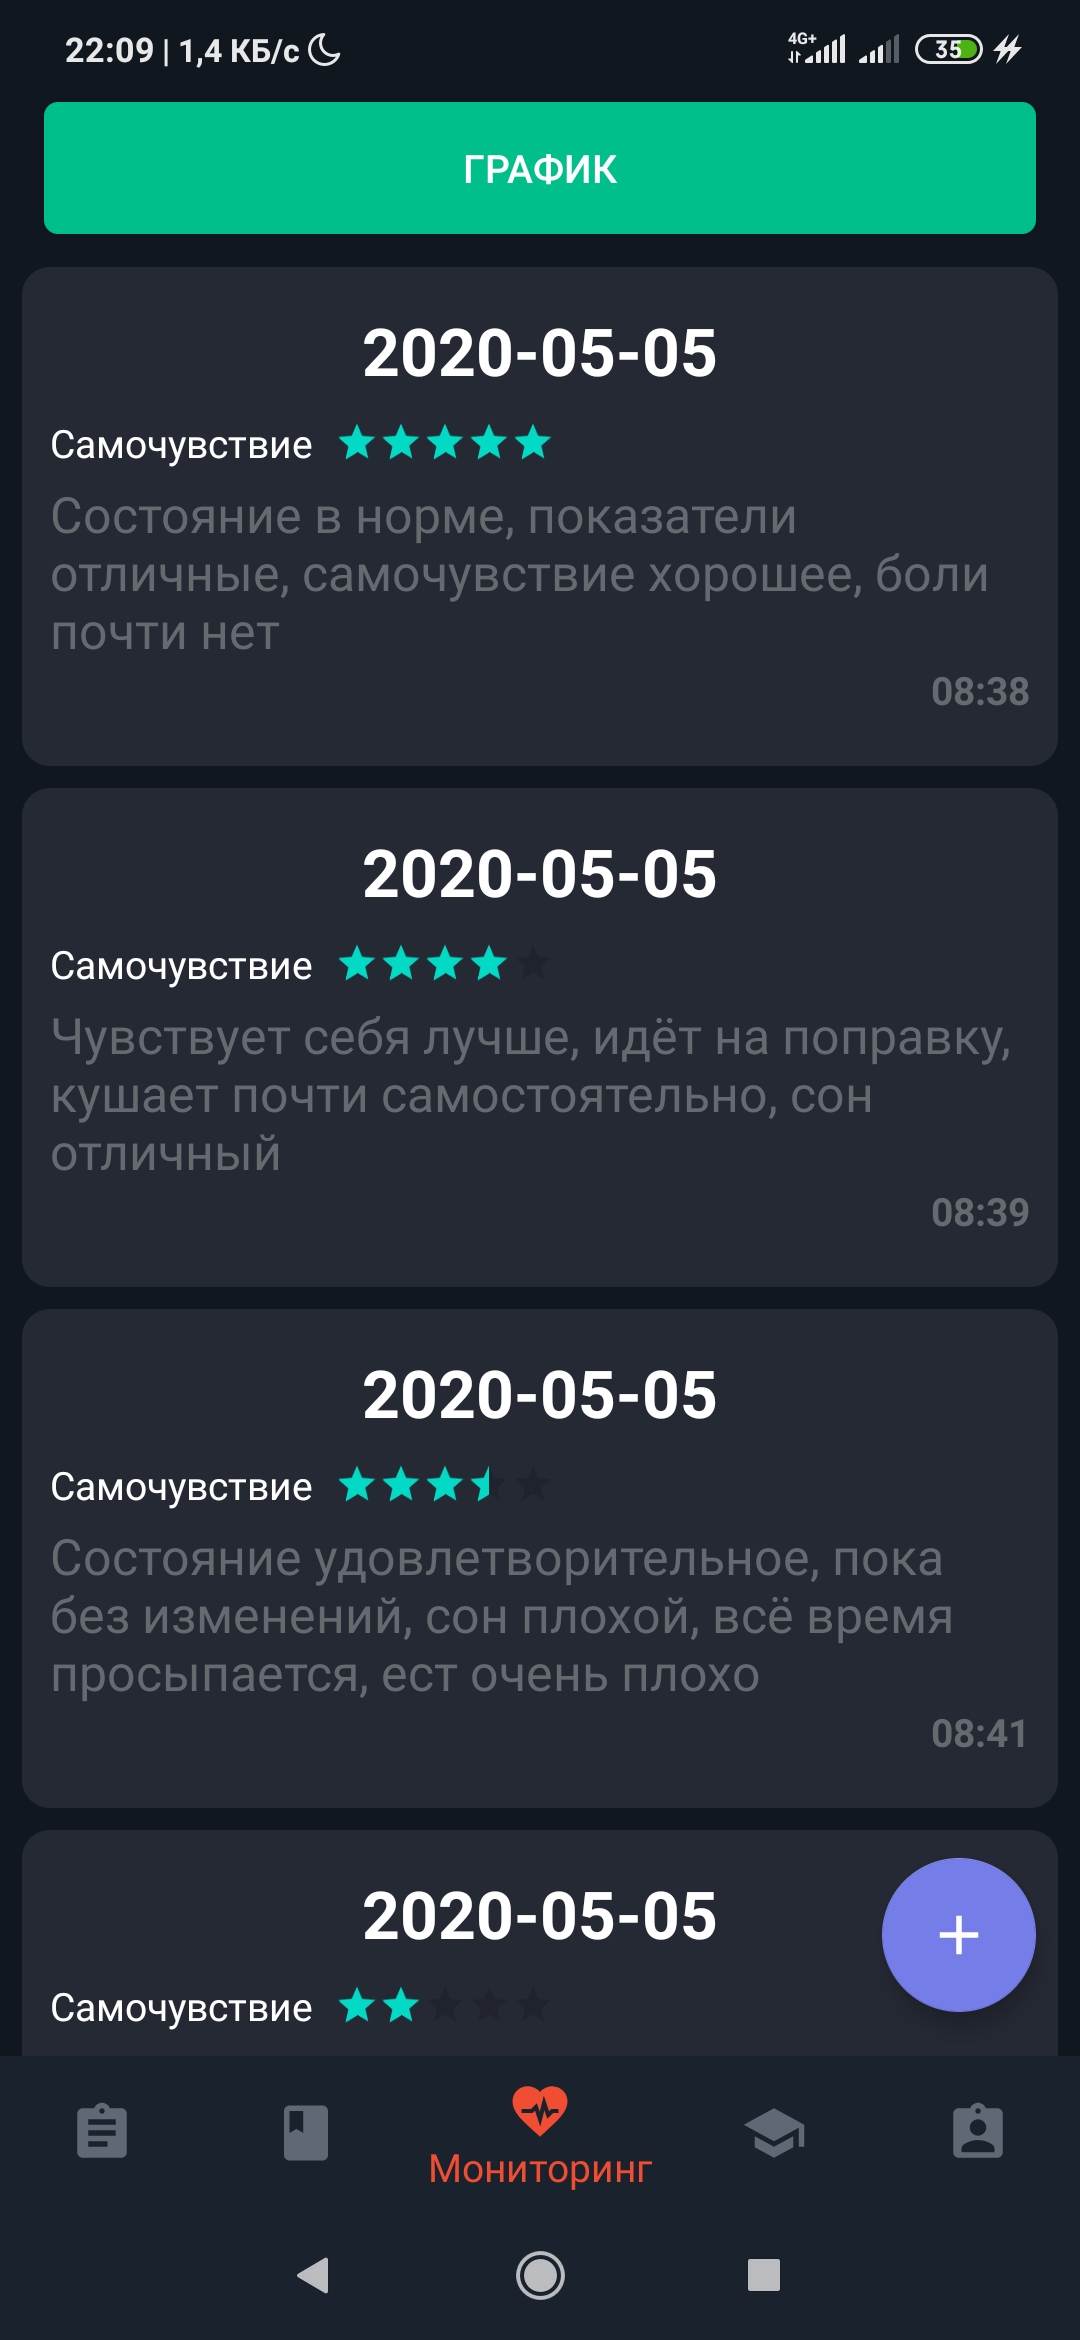 22:09 | 1,4 КБ/с 4G+ 35
ГРАФИК
2020-05-05
Самочувствие
Состояние в норме, показатели
отличные, самочувствие хорошее, боли
почти нет
08:38
2020-05-05
Самочувствие
Чувствует себя лучше, идёт на поправку,
кушает почти самостоятельно, сон
отличный
08:39
2020-05-05
Самочувствие
Состояние удовлетворительное, пока
без изменений, сон плохой, всё время
просыпается, ест очень плохо
08:41
2020-05-05
Самочувствие
Мониторинг